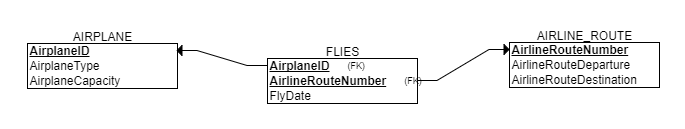 AIRPLANE
AirplaneID
AirplaneType
AirplaneCapacity
FLIES
AirplaneID (FK)
AirlineRouteNumber (FK)
FlyDate
AIRLINE_ROUTE
AirlineRouteNumber
AirlineRouteDeparture
AirlineRouteDestination